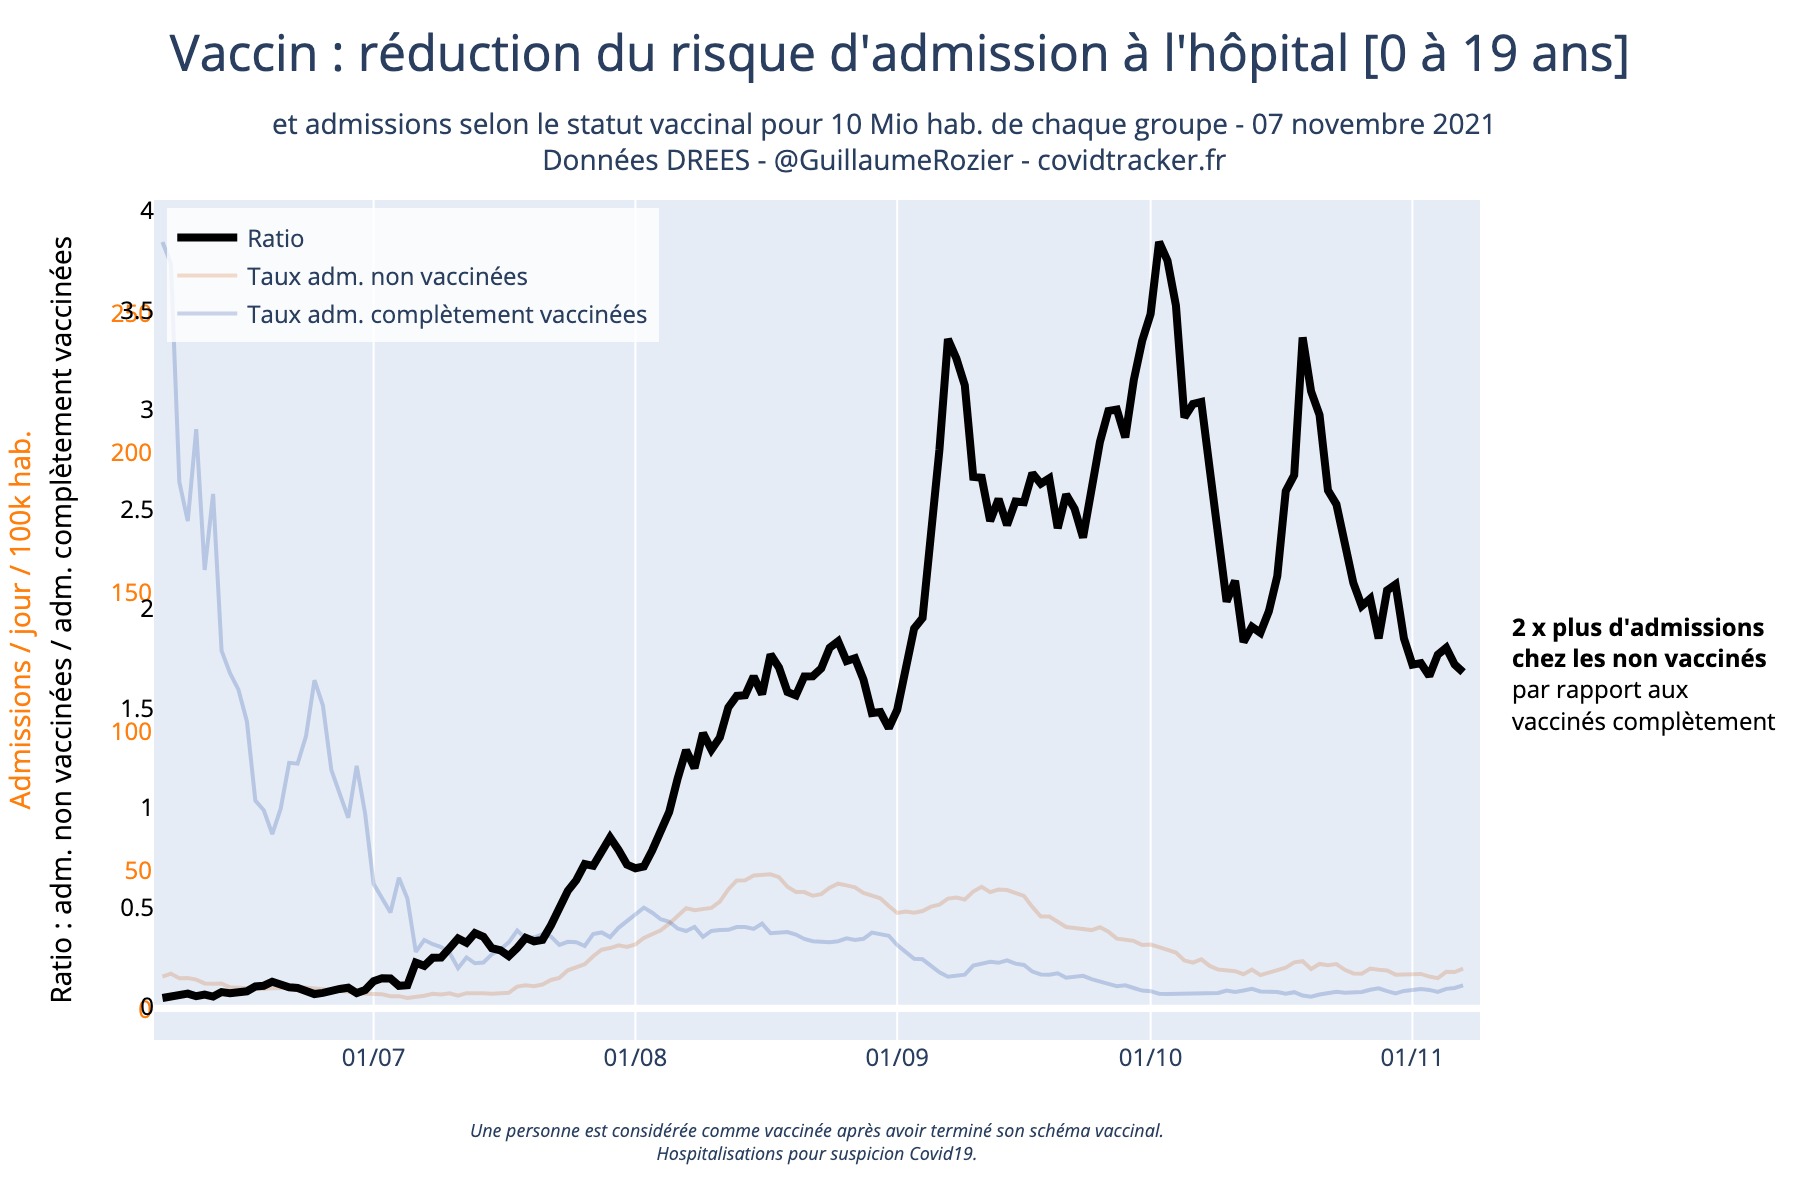 Vaccin : réduction du risque d'admission à l'hôpital [0 à 19 ans]
et admissions selon le statut vaccinal pour 10 Mio hab. de chaque groupe - 07 novembre 2021
Données DREES - @GuillaumeRozier - covidtracker.fr
Admissions / jour / 100k hab.
Ratio : adm. non vaccinées / adm. complètement vaccinées
Ratio
Taux adm. non vaccinées
Taux adm. complètement vaccinées
4
3.5
250
3
200
2.5
150
2
1.5
100
1
50
0.5
0
0
01/07
01/08
01/09
01/10
01/11
2 x plus d'admissions
chez les non vaccinés
par rapport aux
vaccinés complètement
Une personne est considérée comme vaccinée après avoir terminé son schéma vaccinal.
Hospitalisations pour suspicion Covid19.